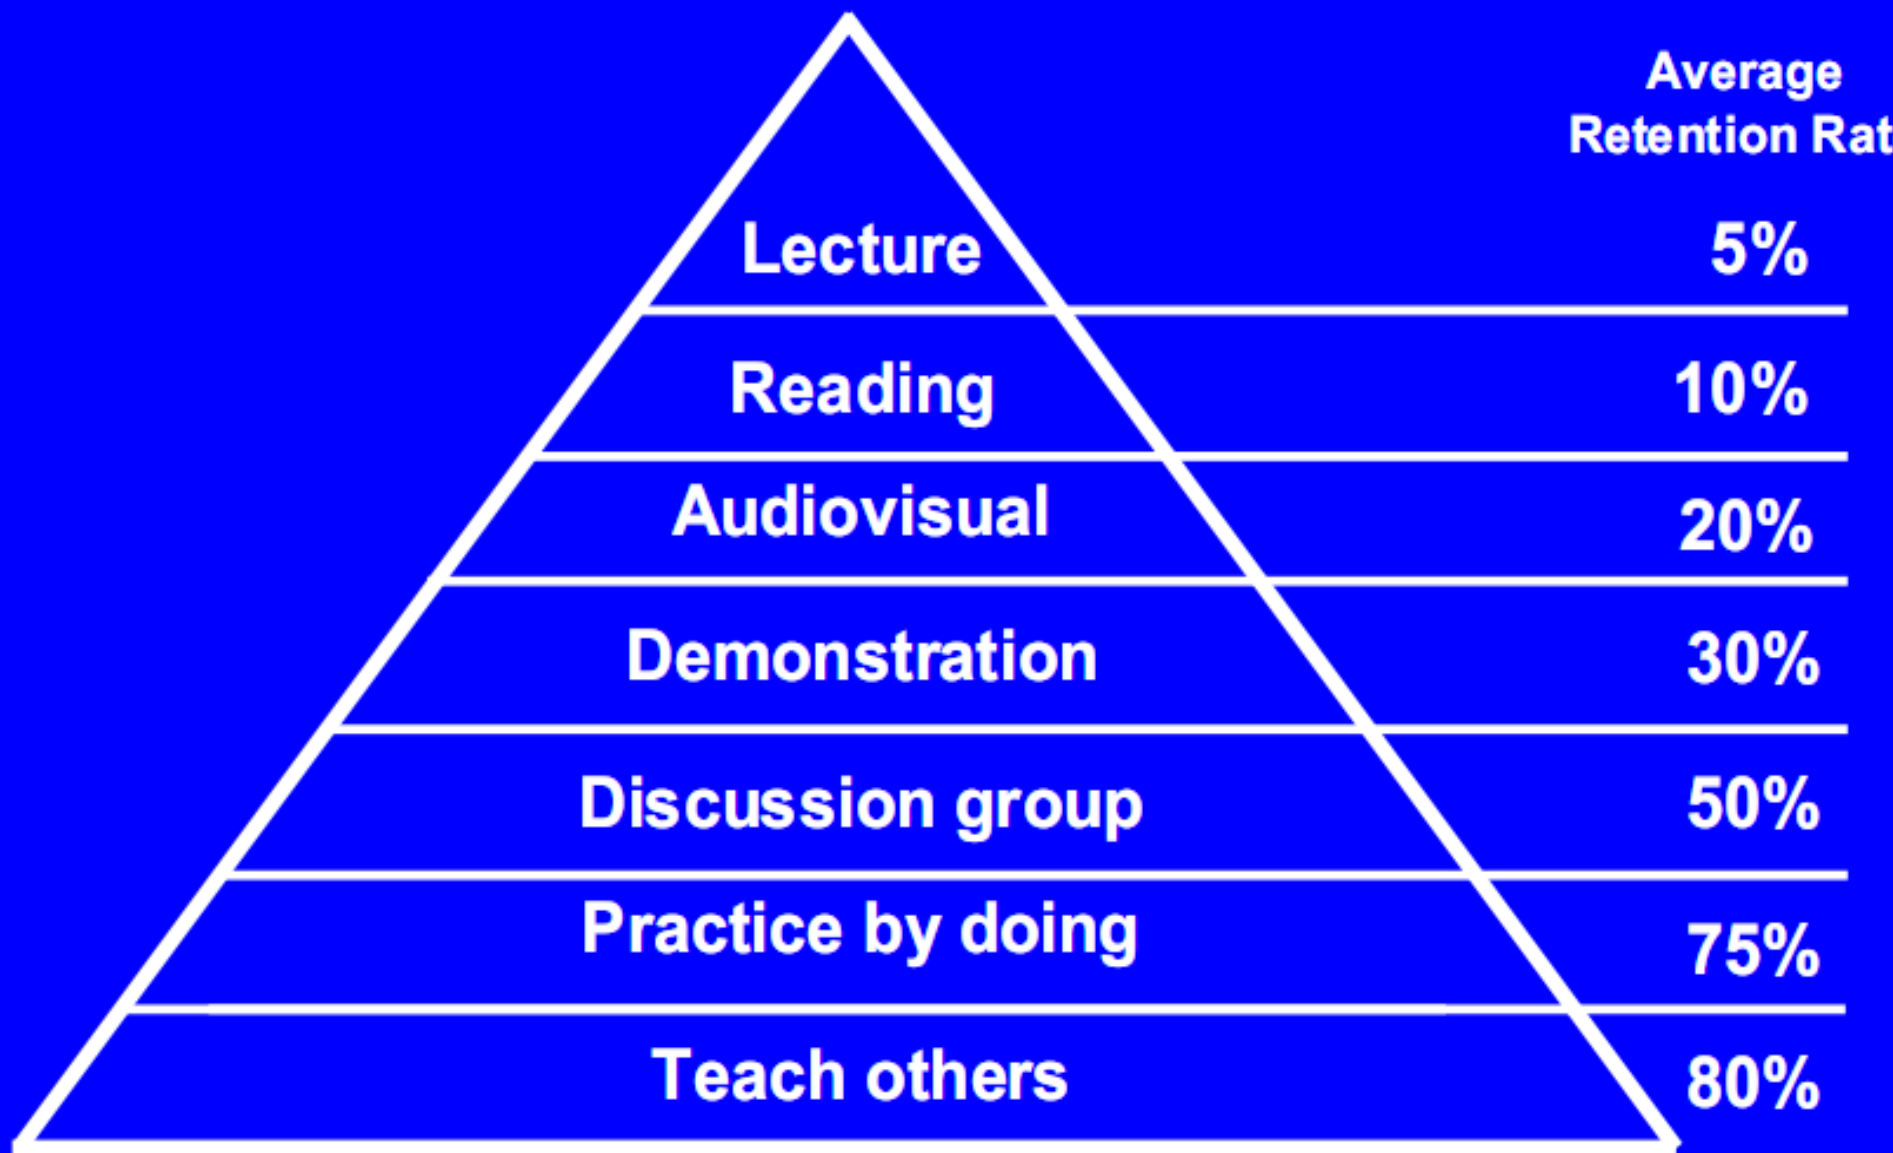 Average
Retention Rat
Lecture 5%
Reading 10%
Audiovisual 20%
Demonstration 30%
Discussion group 50%
Practice by doing 75%
Teach others 80%